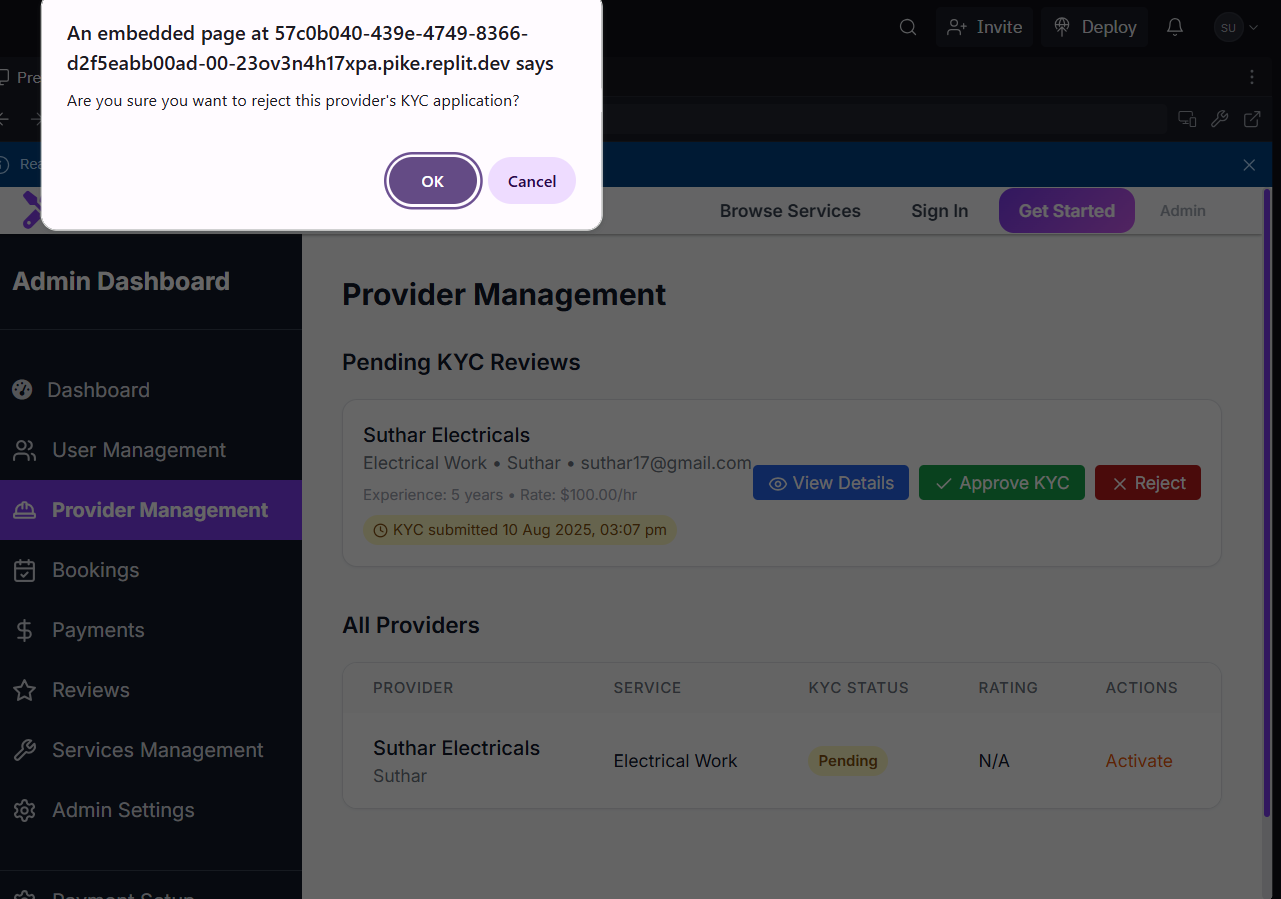 An embedded page at 57c0b040-439e-4749-8366-
d2f5eabb00ad-00-23ov3n4h17xpa.pike.replit.dev says
Are you sure you want to reject this provider's KYC application?
OK
Cancel
Invite
Deploy
SU
Pre
Rea
Browse Services
Sign In
Get Started
Admin
Admin Dashboard
Dashboard
User Management
Provider Management
Bookings
Payments
Reviews
Services Management
Admin Settings
Payment Setup
Provider Management
Pending KYC Reviews
Suthar Electricals
Electrical Work • Suthar • suthar17@gmail.com
Experience: 5 years • Rate: $100.00/hr
KYC submitted 10 Aug 2025, 03:07 pm
View Details
Approve KYC
Reject
All Providers
PROVIDER SERVICE KYC STATUS RATING ACTIONS
Suthar Electricals
Suthar
Electrical Work
Pending
N/A
Activate